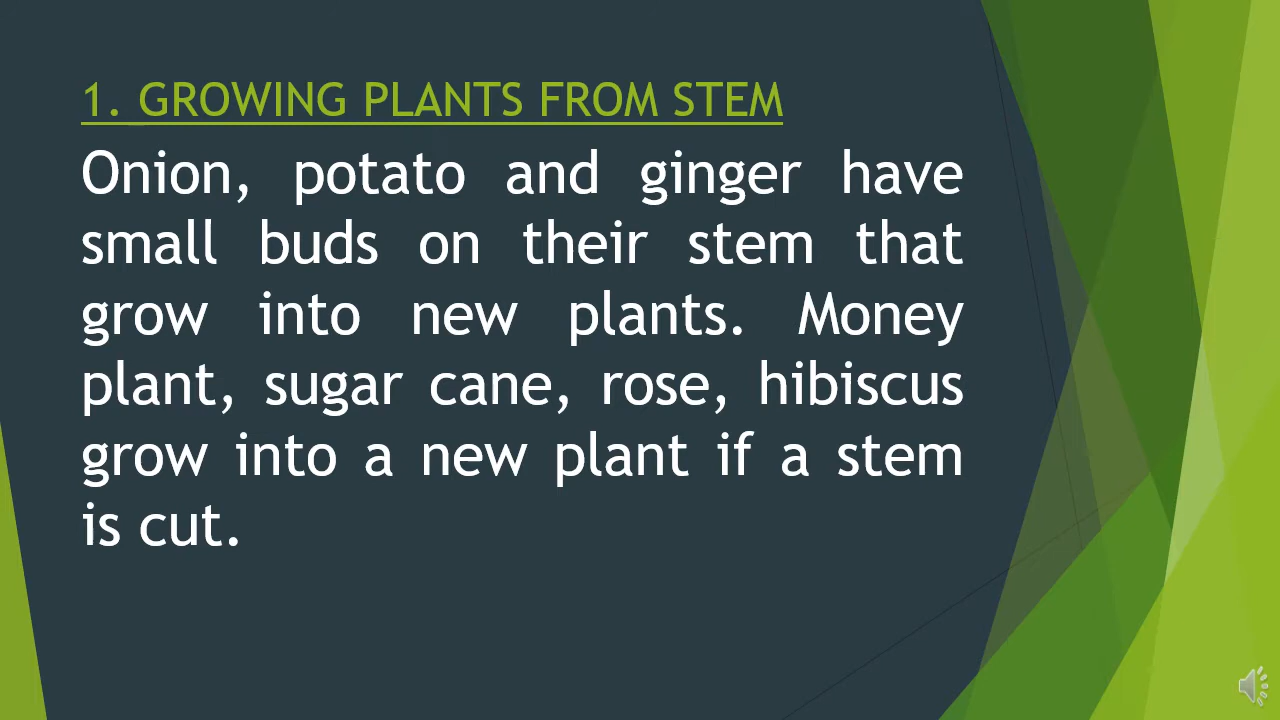 1. GROWING PLANTS FROM STEM
Onion, potato and ginger have
small buds on their stem that
grow into new plants. Money
plant, sugar cane, rose, hibiscus
grow into a new plant if a stem
is cut.